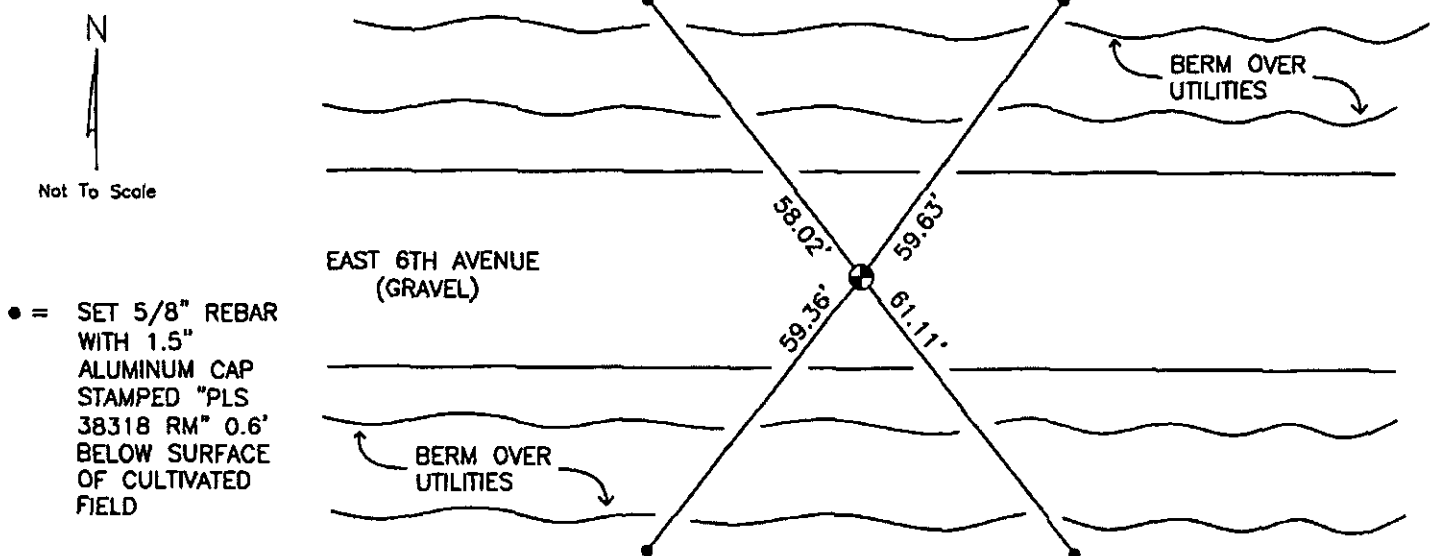 N
Not To Scale
BERM OVER
UTILITIES
58.02'
59.63'
EAST 6TH AVENUE
(GRAVEL)
59.36'
61.11'
● = SET 5/8" REBAR
WITH 1.5"
ALUMINUM CAP
STAMPED "PLS
38318 RM" 0.6'
BELOW SURFACE
OF CULTIVATED
FIELD
BERM OVER
UTILITIES